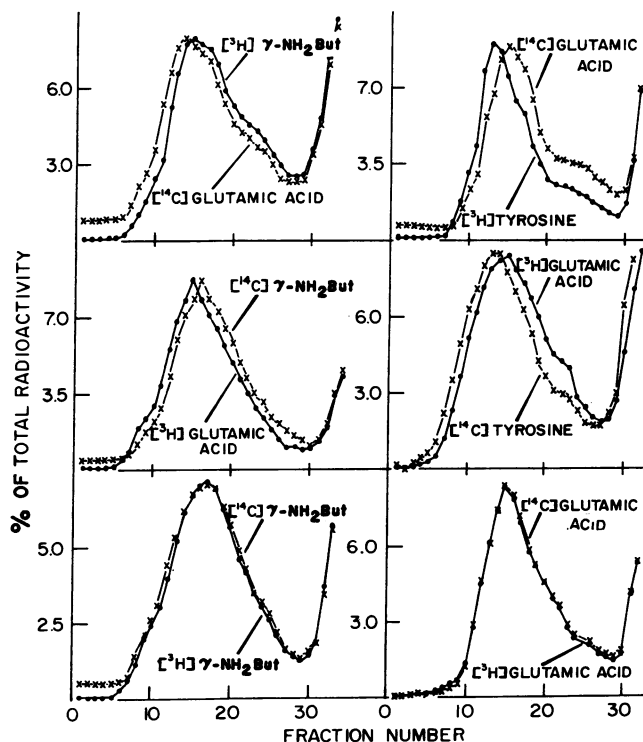 [³H] γ-NH₂But
6.0
3.0
[¹⁴C] GLUTAMIC ACID
[¹⁴C] GLUTAMIC
ACID
7.0
3.5
[³H] TYROSINE
[¹⁴C] γ-NH₂But
7.0
3.5
[³H] GLUTAMIC
ACID
[³H] GLUTAMIC
ACID
6.0
3.0
[¹⁴C] TYROSINE
% OF TOTAL RADIOACTIVITY
[¹⁴C] γ-NH₂But
5.0
2.5
[³H] γ-NH₂But
[¹⁴C] GLUTAMIC
ACID
6.0
3.0
[³H] GLUTAMIC ACID
0 10 20 30 0 10 20 30
FRACTION NUMBER